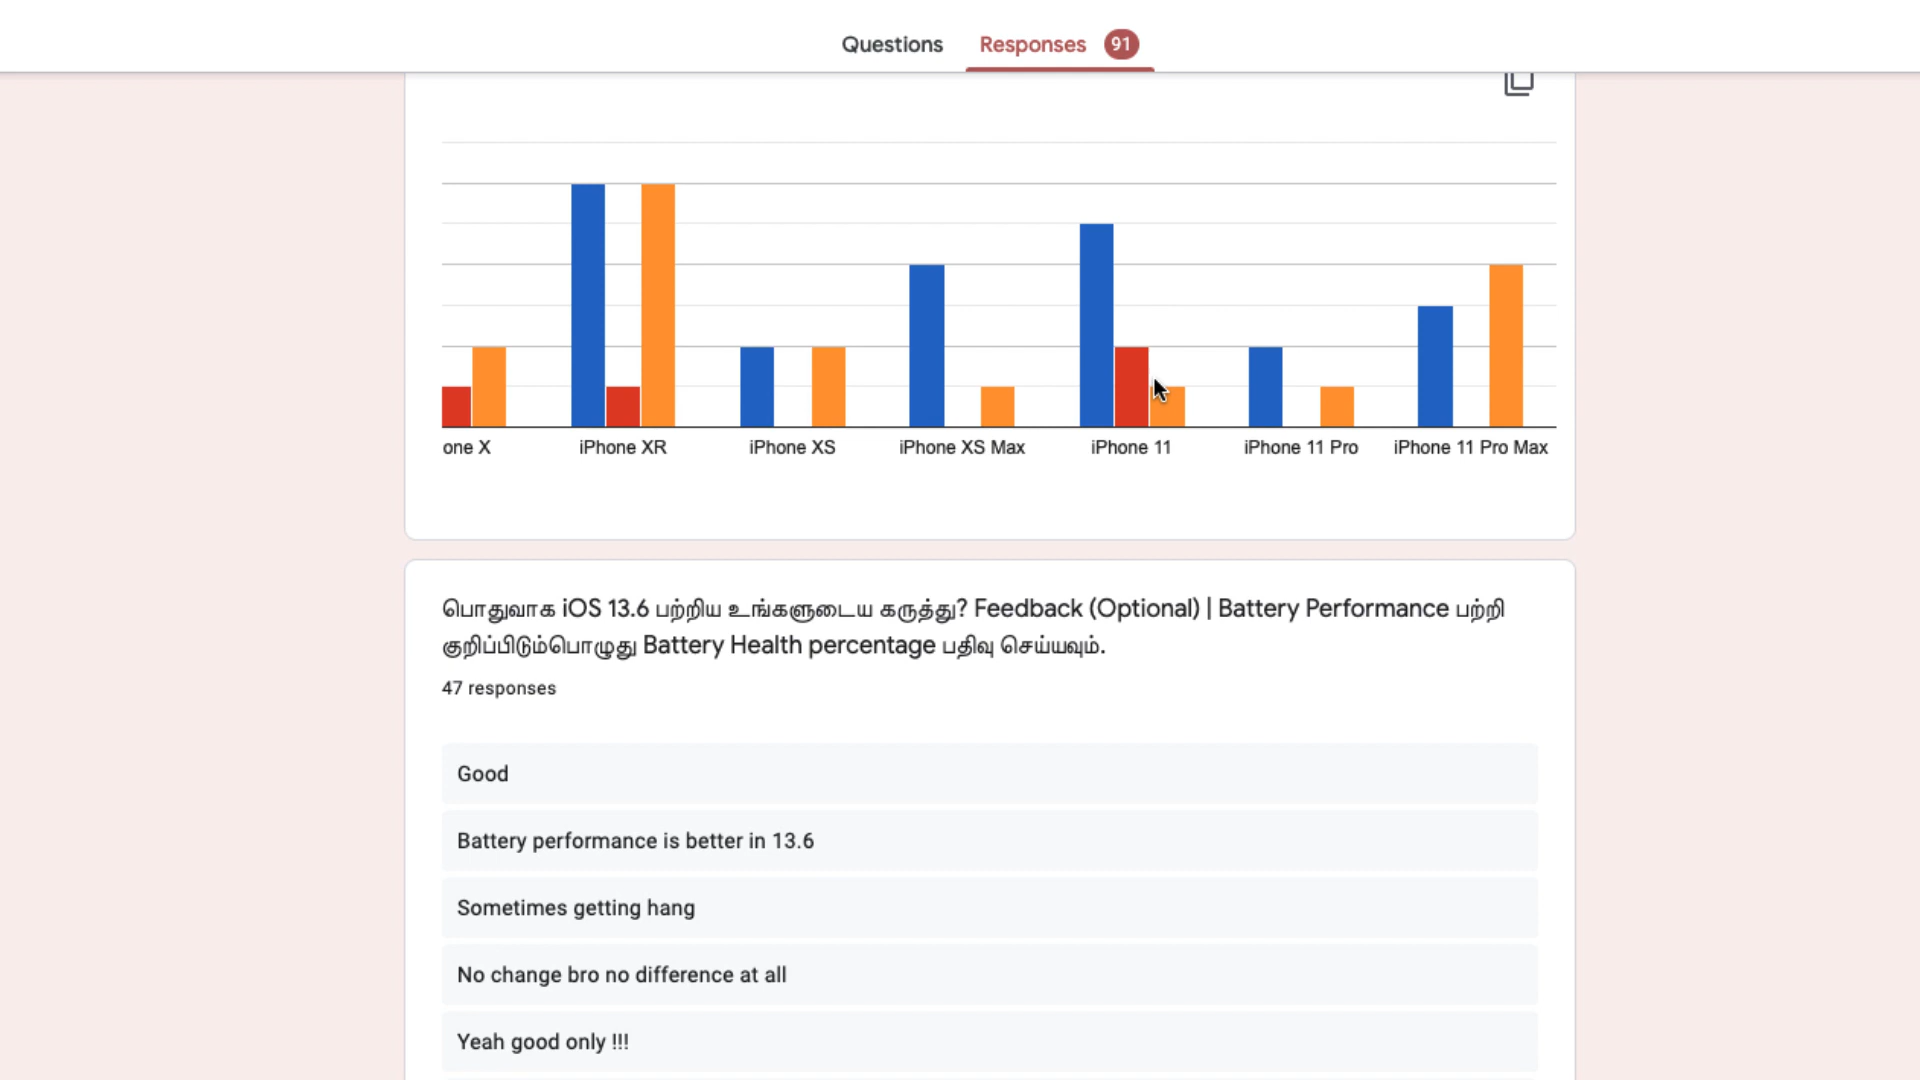 Questions Responses 91
one X iPhone XR iPhone XS iPhone XS Max iPhone 11 iPhone 11 Pro iPhone 11 Pro Max
பொதுவாக iOS 13.6 பற்றிய உங்களுடைய கருத்து? Feedback (Optional) | Battery Performance பற்றி
குறிப்பிடும்பொழுது Battery Health percentage பதிவு செய்யவும்.
47 responses
Good
Battery performance is better in 13.6
Sometimes getting hang
No change bro no difference at all
Yeah good only !!!